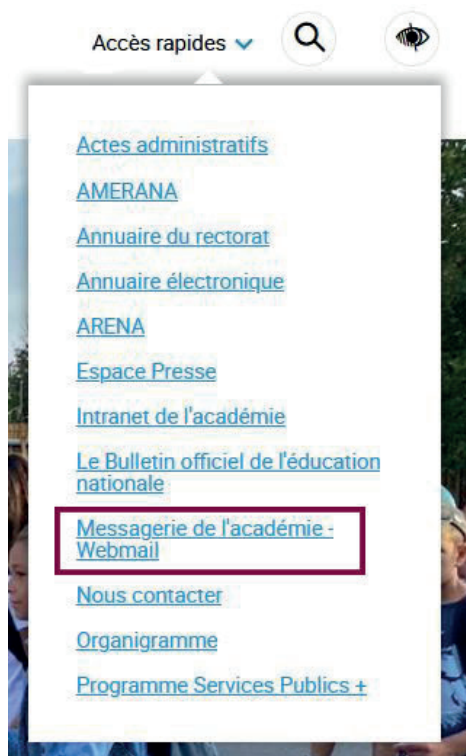 Accès rapides
Actes administratifs
AMERANA
Annuaire du rectorat
Annuaire électronique
ARENA
Espace Presse
Intranet de l'académie
Le Bulletin officiel de l'éducation
nationale
Messagerie de l'académie -
Webmail
Nous contacter
Organigramme
Programme Services Publics +